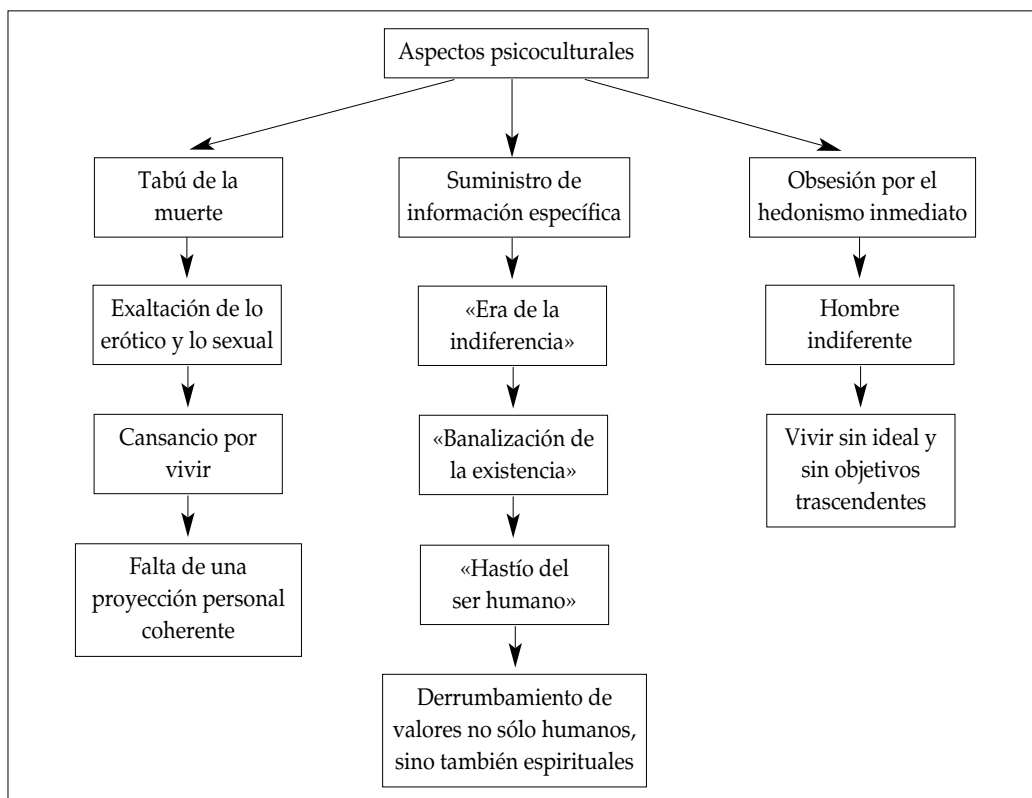 Aspectos psicoculturales
Tabú de la
muerte
Exaltación de lo
erótico y lo sexual
Cansancio por
vivir
Falta de una
proyección personal
coherente
Suministro de
información específica
«Era de la
indiferencia»
«Banalización de
la existencia»
«Hastío del
ser humano»
Derrumbamiento de
valores no sólo humanos,
sino también espirituales
Obsesión por el
hedonismo inmediato
Hombre
indiferente
Vivir sin ideal y
sin objetivos
trascendentes